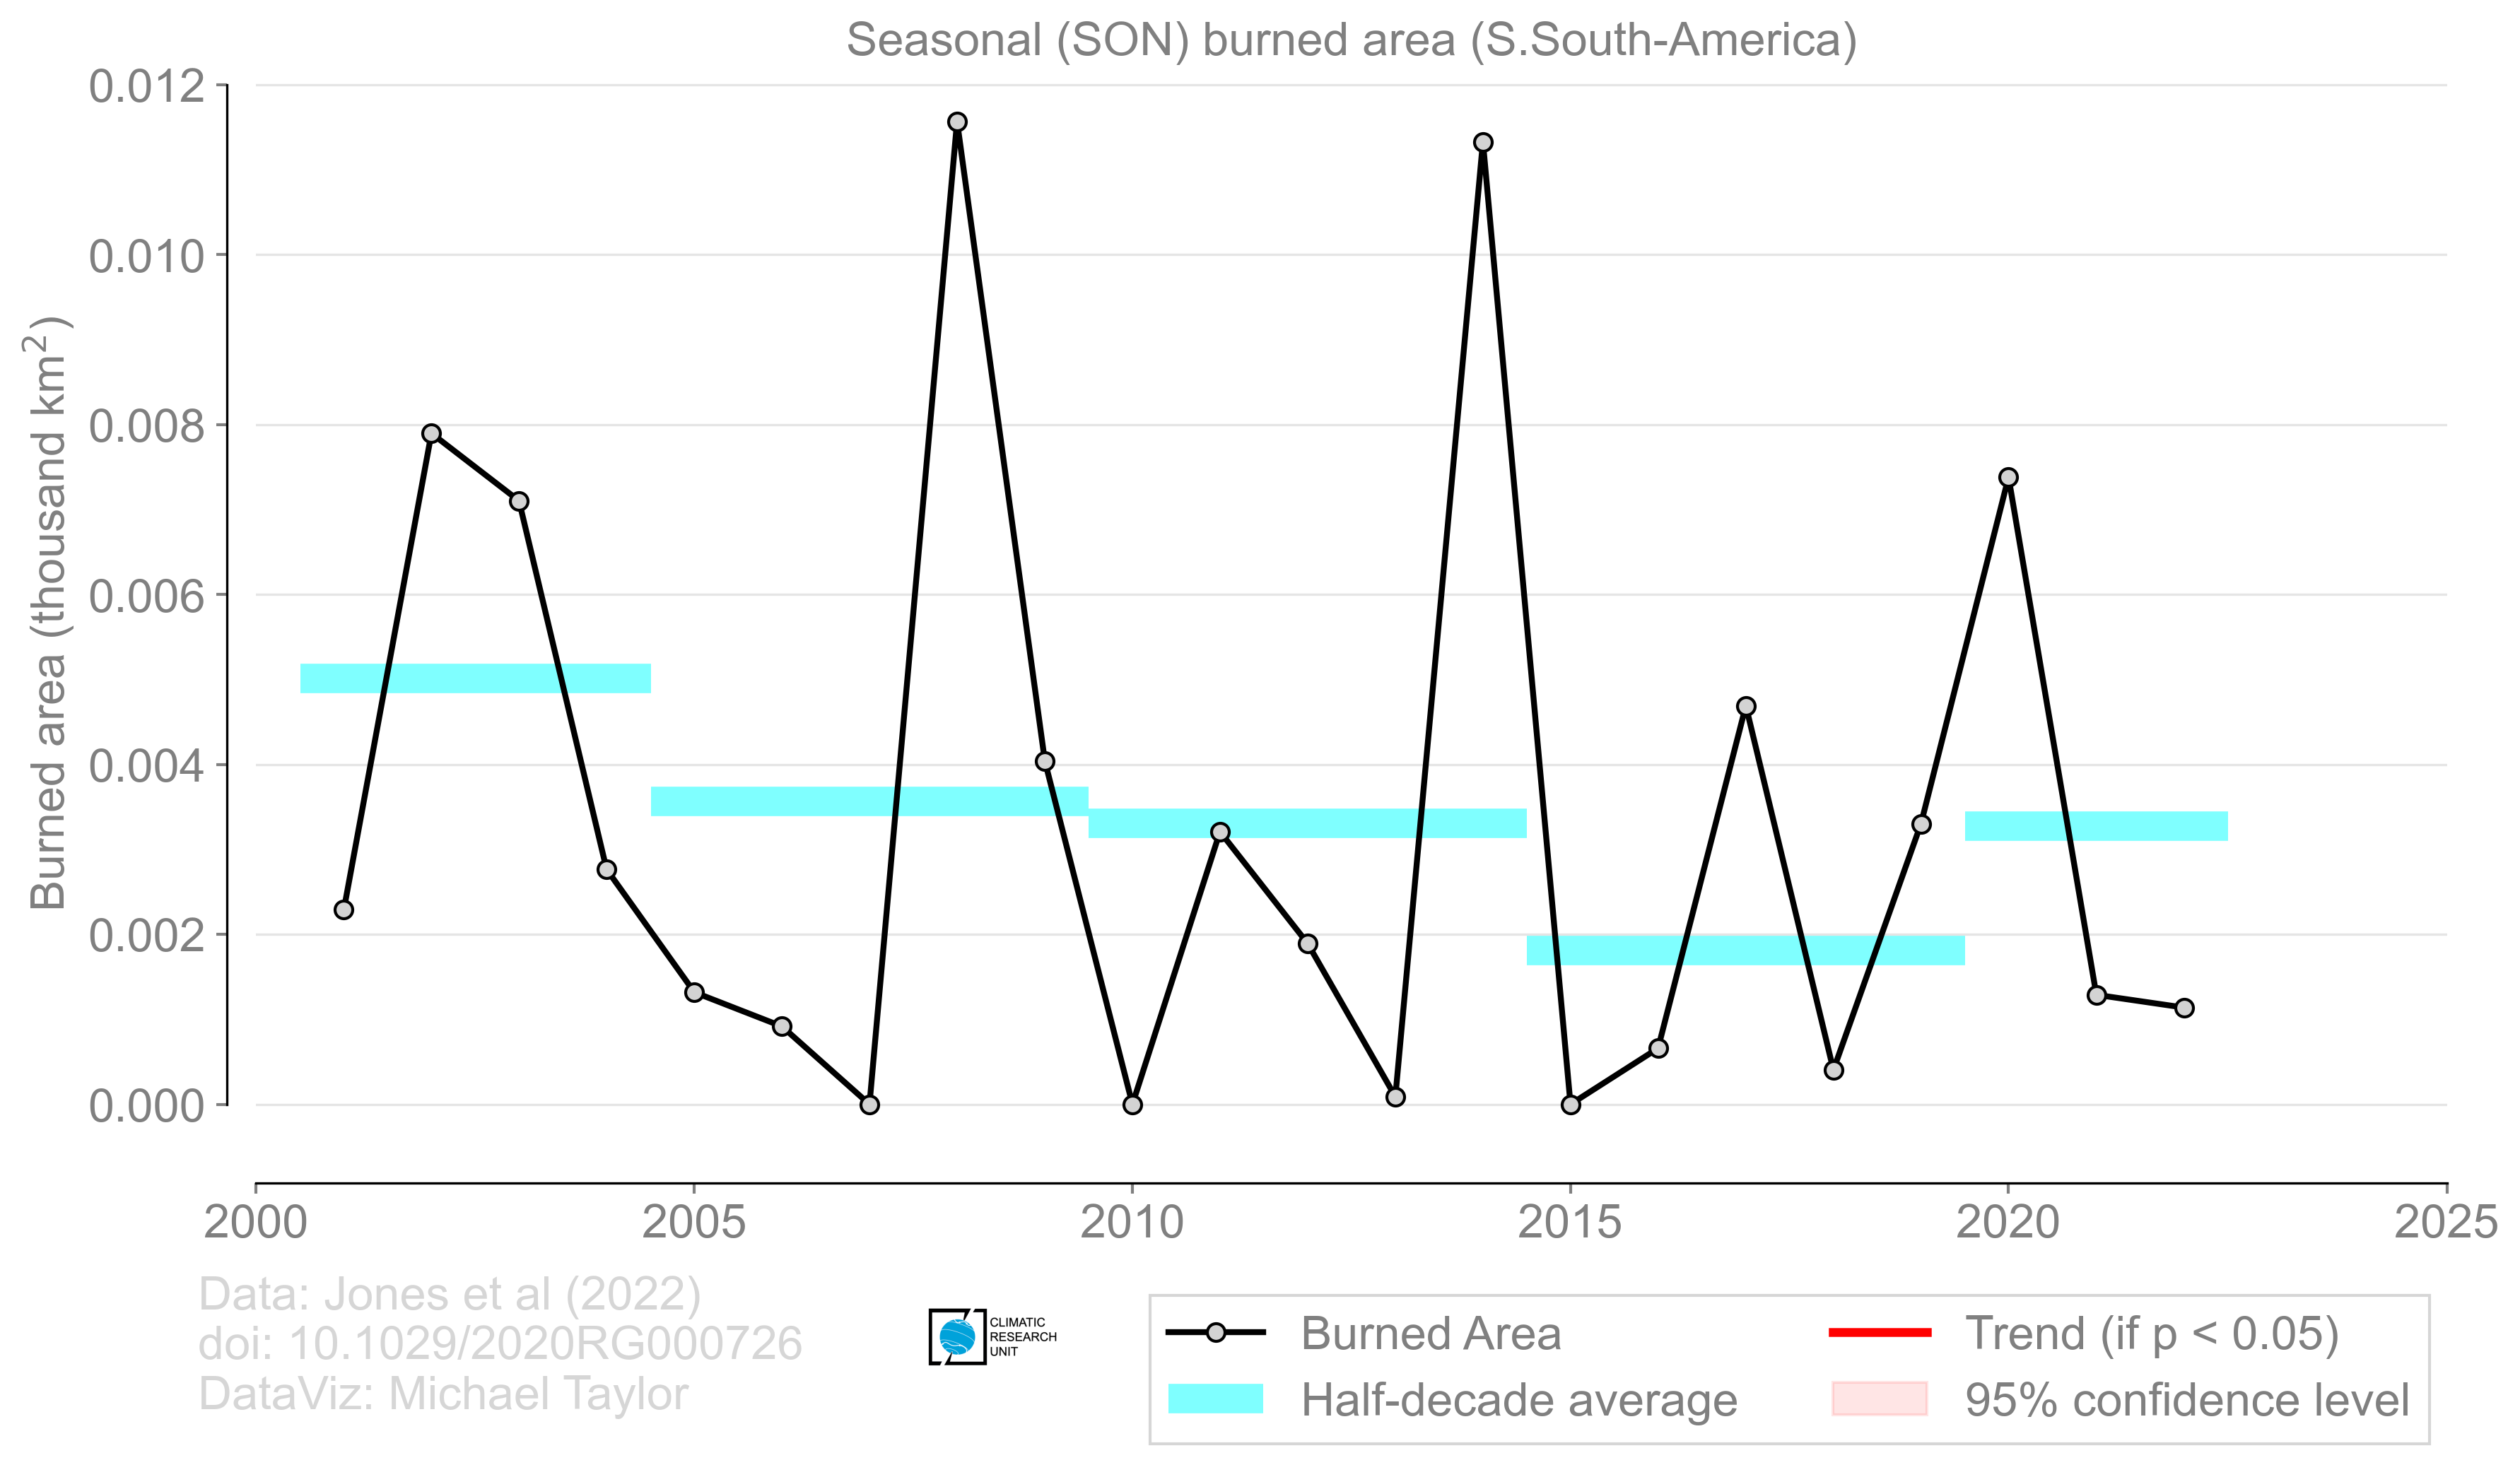 Seasonal (SON) burned area (S.South-America)
Burned area (thousand km²)
0.012
0.010
0.008
0.006
0.004
0.002
0.000
2000 2005 2010 2015 2020 2025
Data: Jones et al (2022)
doi: 10.1029/2020RG000726
DataViz: Michael Taylor
CLIMATIC
RESEARCH
UNIT
Burned Area
Half-decade average
Trend (if p < 0.05)
95% confidence level